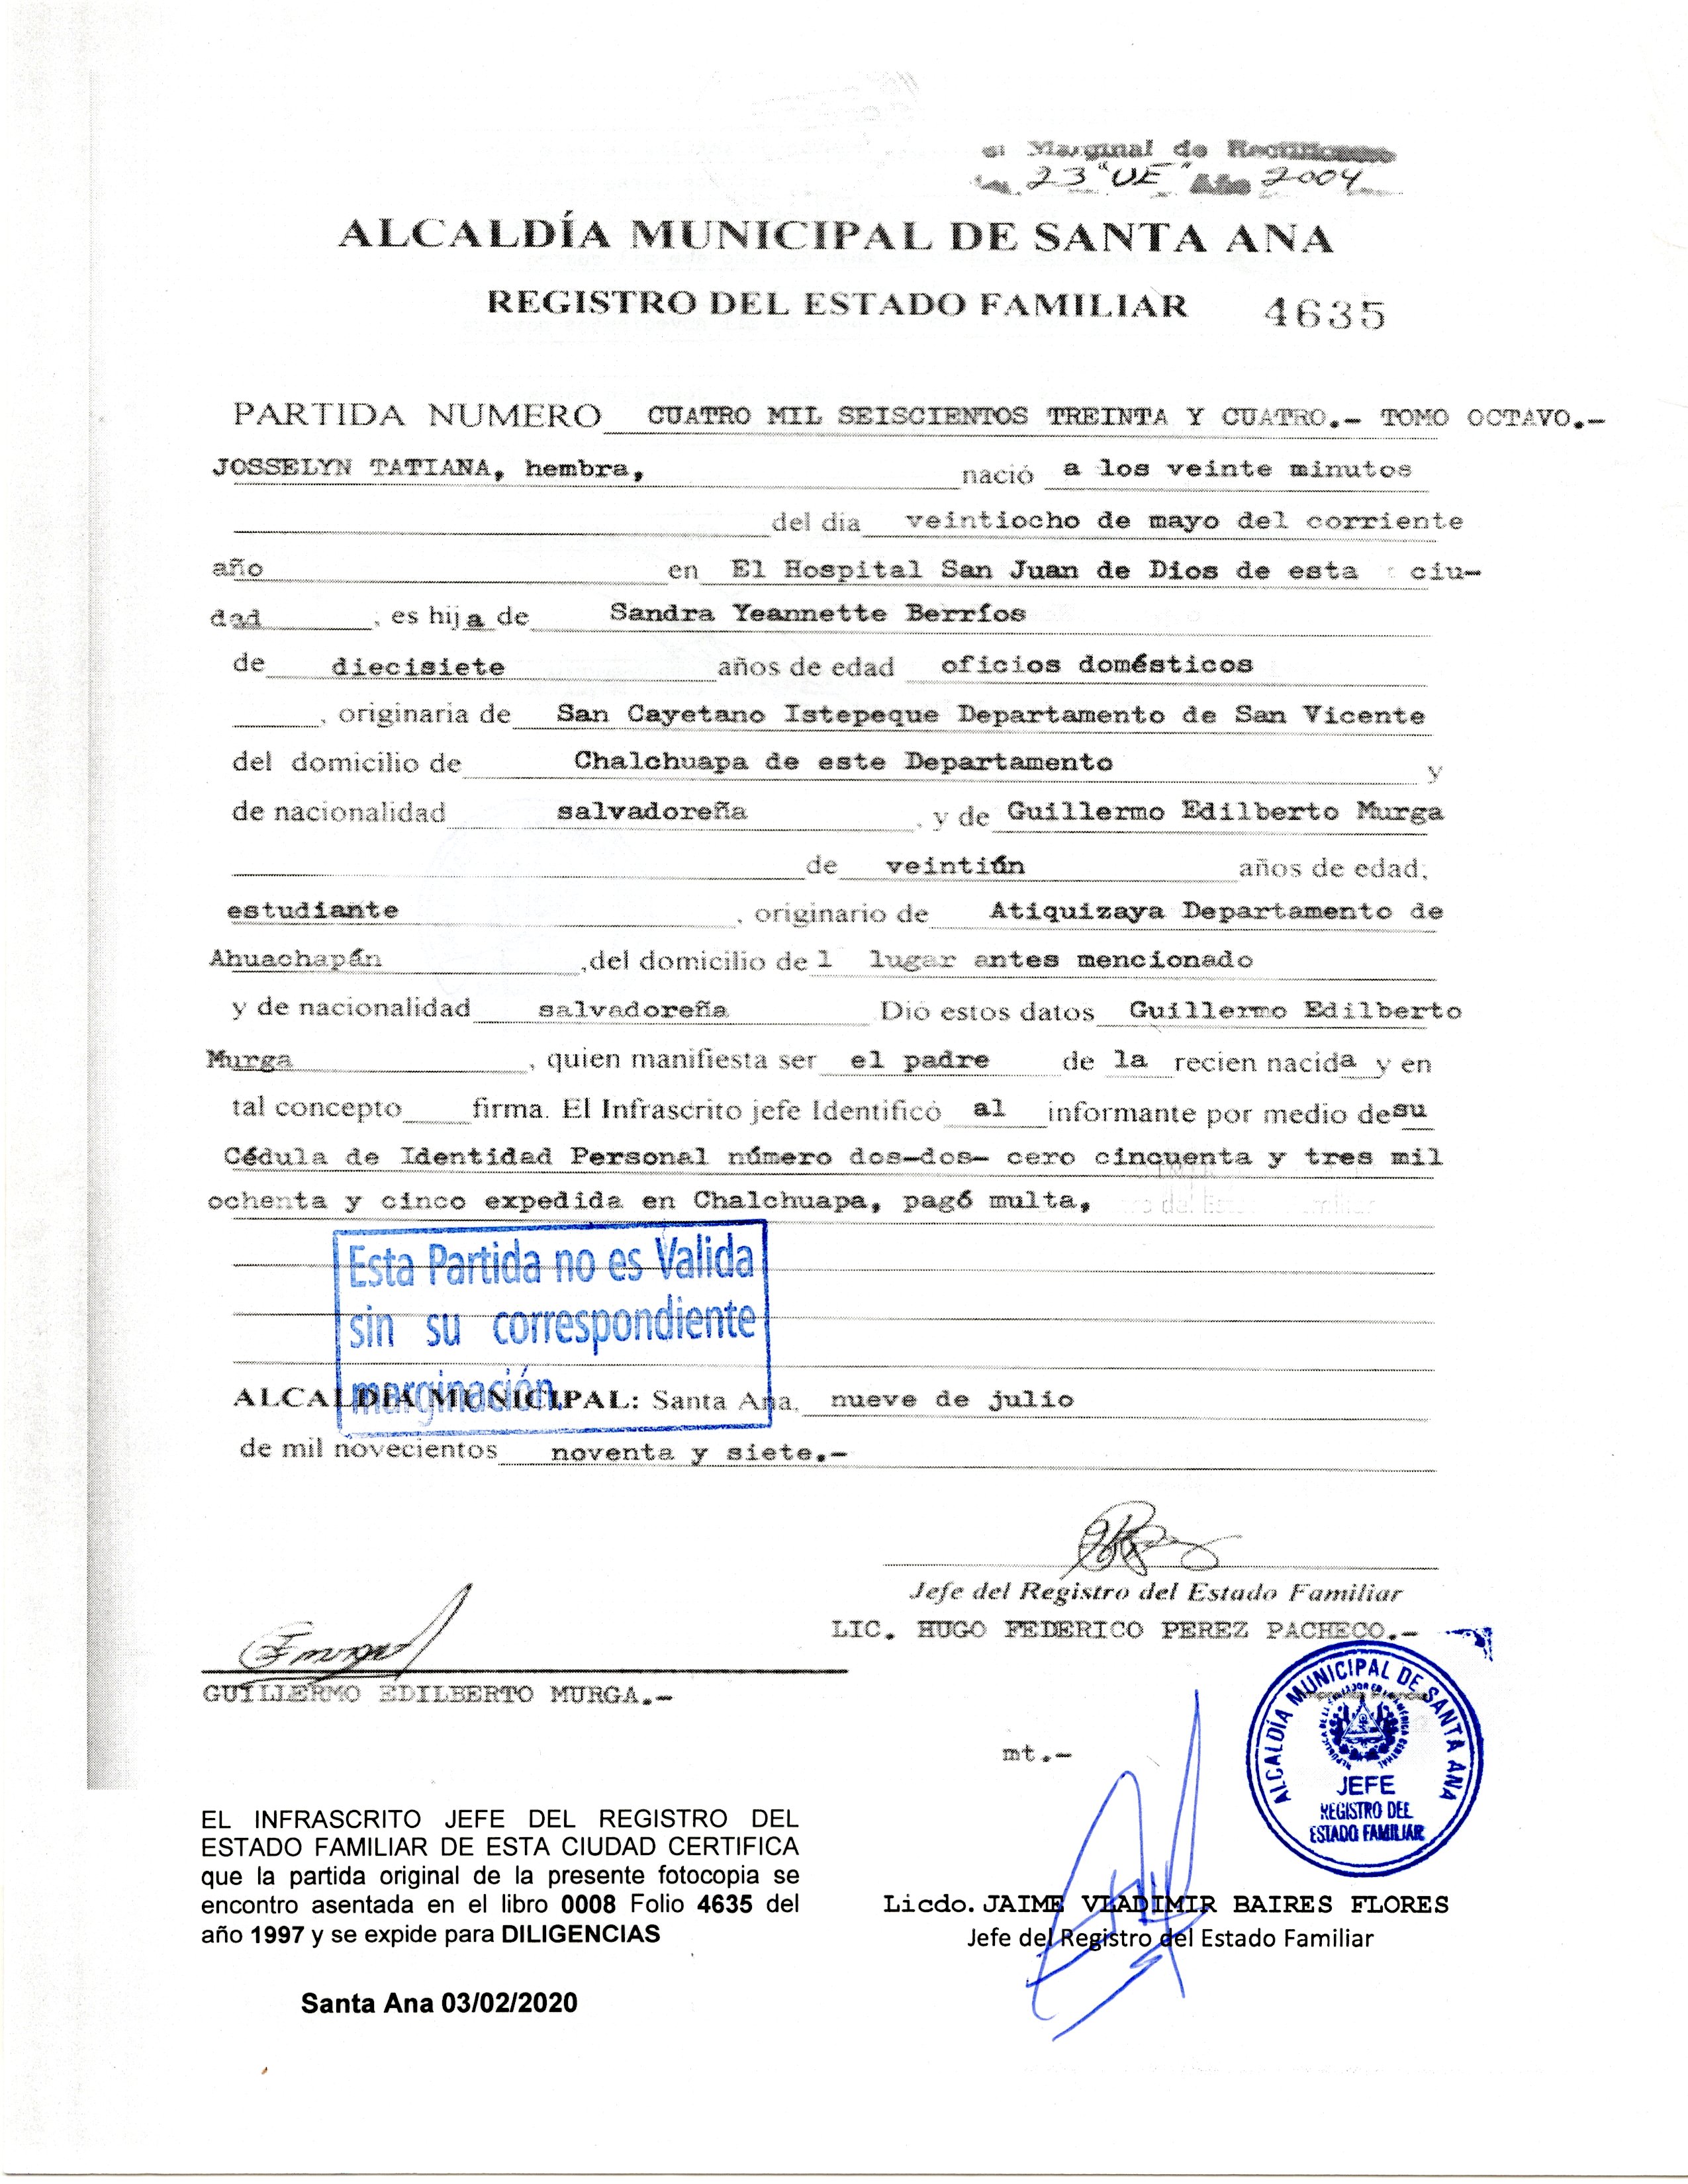 Marginal de
23 "UE" Año 2004
ALCALDÍA MUNICIPAL DE SANTA ANA
REGISTRO DEL ESTADO FAMILIAR 4635
PARTIDA NUMERO CUATRO MIL SEISCIENTOS TREINTA Y CUATRO.- TOMO OCTAVO.-
JOSSELYN TATIANA, hembra, nació a los veinte minutos
del dia veintiocho de mayo del corriente
año en El Hospital San Juan de Dios de esta ciu-
dad, es hija de Sandra Yeannette Berríos
de diecisiete años de edad oficios domésticos
, originaria de San Cayetano Istepeque Departamento de San Vicente
del domicilio de Chalchuapa de este Departamento y
de nacionalidad salvadoreña, y de Guillermo Edilberto Murga
de veintiún años de edad,
estudiante, originario de Atiquizaya Departamento de
Ahuachapán ,del domicilio del lugar antes mencionado
y de nacionalidad salvadoreña Dió estos datos Guillermo Edilberto
Murga, quien manifiesta ser el padre de la recien nacida y en
tal concepto firma. El Infrascrito jefe Identificó al informante por medio de su
Cédula de Identidad Personal número dos-dos- cero cincuenta y tres mil
ochenta y cinco expedida en Chalchuapa, pagó multa,
Esta Partida no es Valida
sin su correspondiente
marginación.
ALCALDÍA MUNICIPAL: Santa Ana, nueve de julio
de mil novecientos noventa y siete.-
Jefe del Registro del Estado Familiar
LIC. HUGO FEDERICO PEREZ PACHECO.-
GUILLERMO EDILBERTO MURGA.-
mt.-
ALCALDÍA MUNICIPAL DE SANTA ANA
JEFE
REGISTRO DEL
ESTADO FAMILIAR
EL INFRASCRITO JEFE DEL REGISTRO DEL
ESTADO FAMILIAR DE ESTA CIUDAD CERTIFICA
que la partida original de la presente fotocopia se
encontro asentada en el libro 0008 Folio 4635 del
año 1997 y se expide para DILIGENCIAS
Licdo. JAIME VLADIMIR BAIRES FLORES
Jefe del Registro del Estado Familiar
Santa Ana 03/02/2020